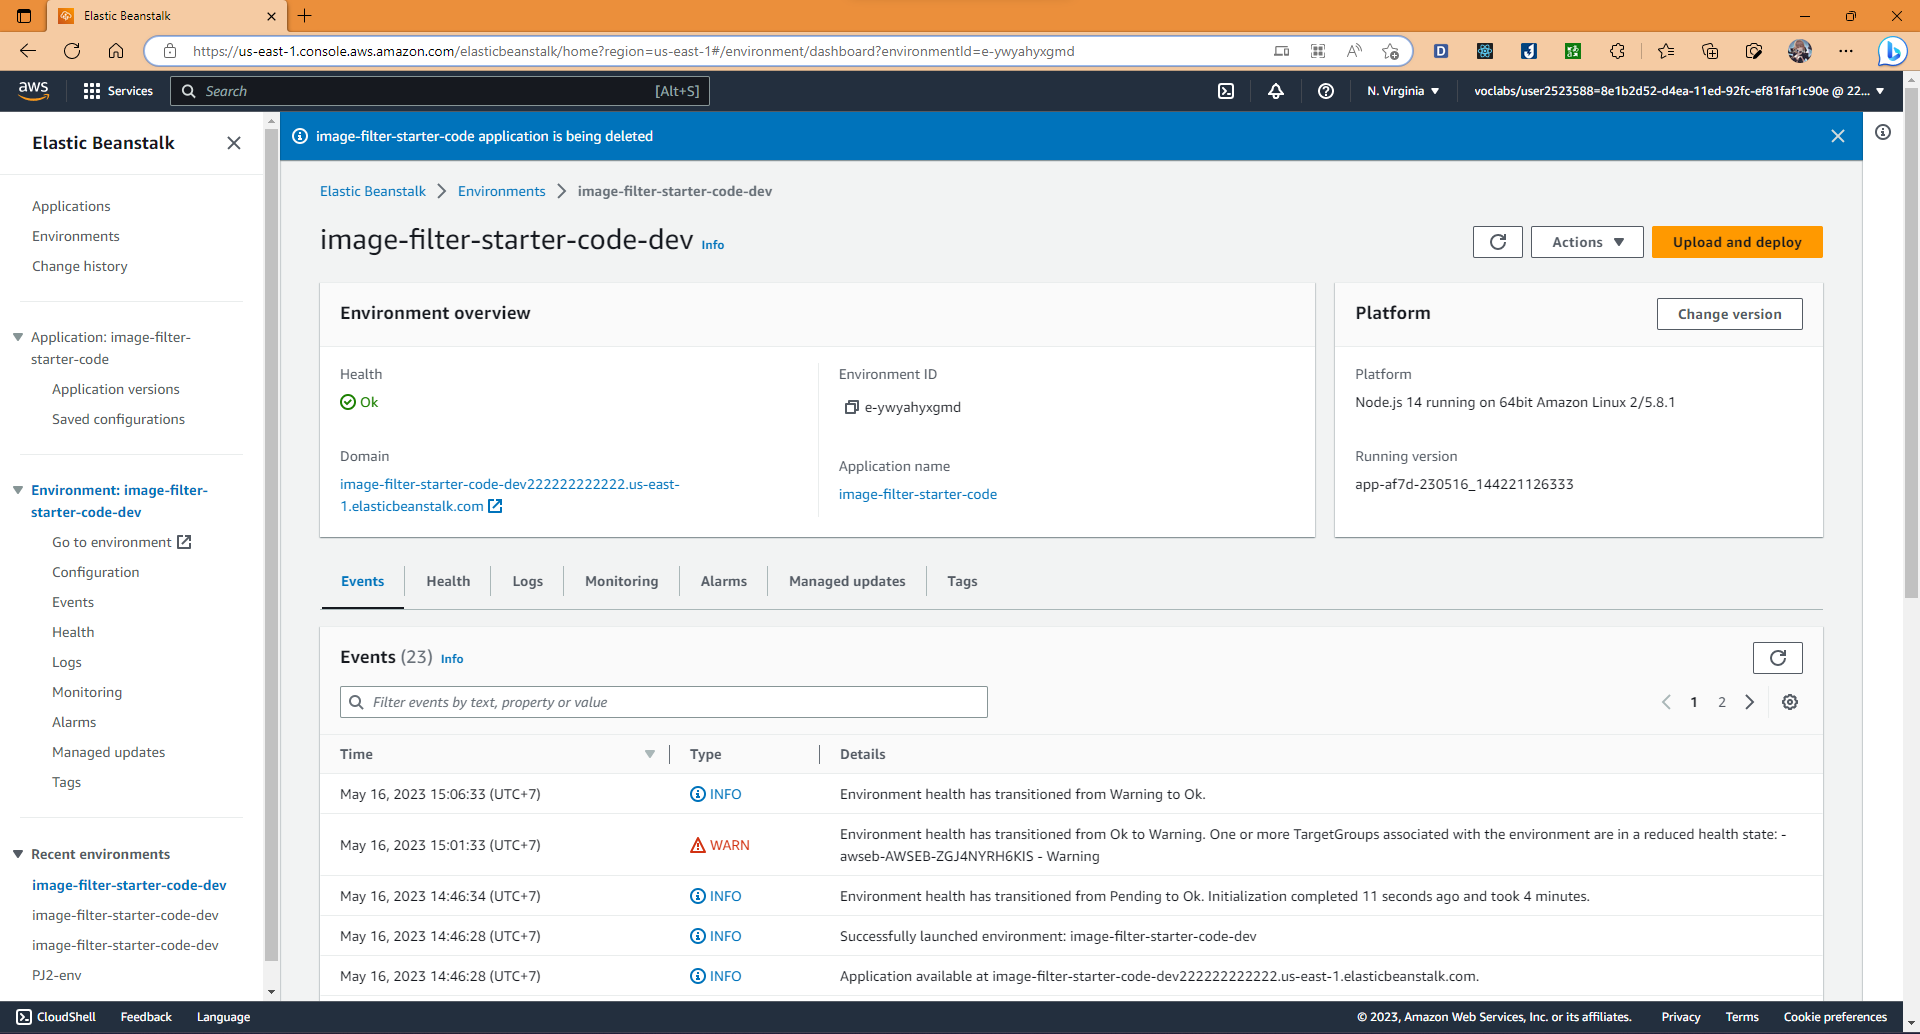 Elastic Beanstalk
https://us-east-1.console.aws.amazon.com/elasticbeanstalk/home?region=us-east-1#/environment/dashboard?environmentId=e-ywyahyxgmd
aws
Services
Search
[Alt+S]
N. Virginia
voclabs/user2523588=8e1b2d52-d4ea-11ed-92fc-ef81faf1c90e @ 22...
Elastic Beanstalk
Applications
Environments
Change history
Application: image-filter-
starter-code
Application versions
Saved configurations
Environment: image-filter-
starter-code-dev
Go to environment
Configuration
Events
Health
Logs
Monitoring
Alarms
Managed updates
Tags
Recent environments
image-filter-starter-code-dev
image-filter-starter-code-dev
image-filter-starter-code-dev
PJ2-env
image-filter-starter-code application is being deleted
Elastic Beanstalk > Environments > image-filter-starter-code-dev
image-filter-starter-code-dev Info
Actions
Upload and deploy
Environment overview
Health
Ok
Domain
image-filter-starter-code-dev222222222222.us-east-
1.elasticbeanstalk.com
Environment ID
e-ywyahyxgmd
Application name
image-filter-starter-code
Platform
Change version
Platform
Node.js 14 running on 64bit Amazon Linux 2/5.8.1
Running version
app-af7d-230516_144221126333
Events
Health
Logs
Monitoring
Alarms
Managed updates
Tags
Events (23) Info
Filter events by text, property or value
1 2
Time Type Details
May 16, 2023 15:06:33 (UTC+7) INFO Environment health has transitioned from Warning to Ok.
May 16, 2023 15:01:33 (UTC+7) WARN Environment health has transitioned from Ok to Warning. One or more TargetGroups associated with the environment are in a reduced health state: -
awseb-AWSEB-ZGJ4NYRH6KIS - Warning
May 16, 2023 14:46:34 (UTC+7) INFO Environment health has transitioned from Pending to Ok. Initialization completed 11 seconds ago and took 4 minutes.
May 16, 2023 14:46:28 (UTC+7) INFO Successfully launched environment: image-filter-starter-code-dev
May 16, 2023 14:46:28 (UTC+7) INFO Application available at image-filter-starter-code-dev222222222222.us-east-1.elasticbeanstalk.com.
CloudShell
Feedback
Language
© 2023, Amazon Web Services, Inc. or its affiliates.
Privacy
Terms
Cookie preferences